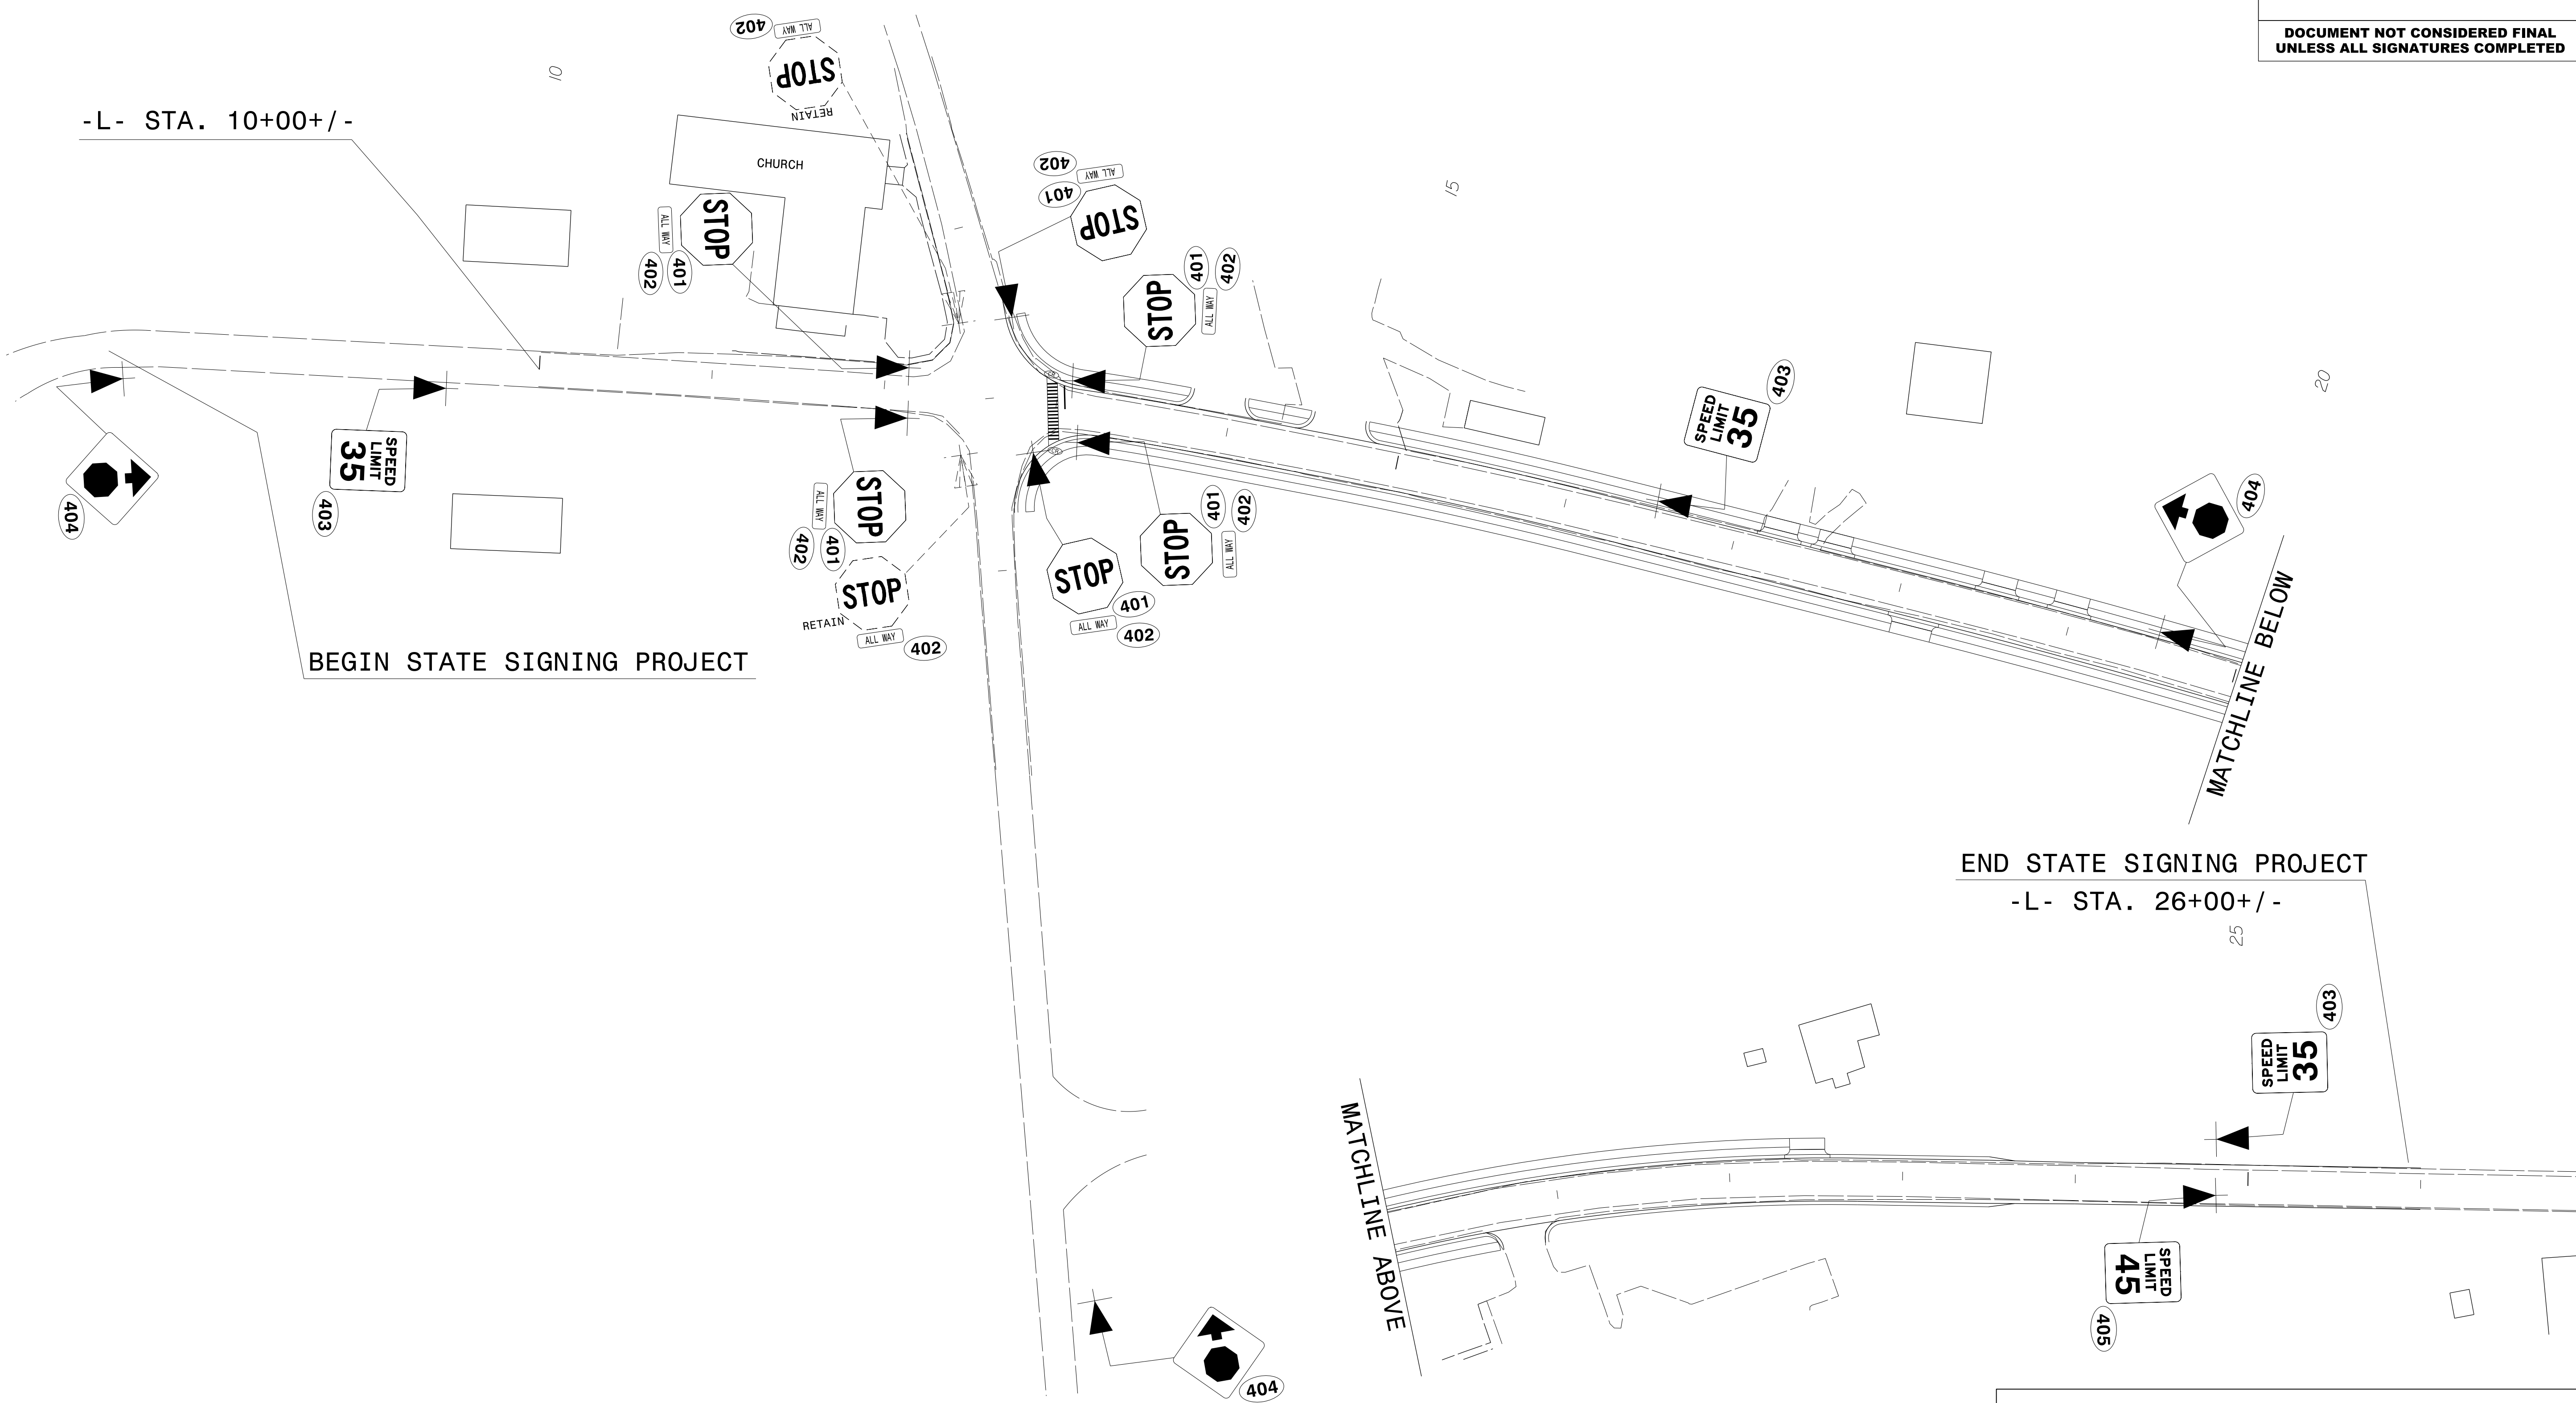 DOCUMENT NOT CONSIDERED FINAL
UNLESS ALL SIGNATURES COMPLETED
402
ALL WAY
STOP
RETAIN
10
-L- STA. 10+00+/-
CHURCH
402
ALL WAY
401
STOP
15
STOP
ALL WAY
401
402
401
402
STOP
ALL WAY
403
SPEED
LIMIT
35
20
SPEED
LIMIT
35
403
404
404
STOP
ALL WAY
401
402
STOP
RETAIN
ALL WAY
402
STOP
401
ALL WAY
402
401
402
STOP
ALL WAY
BEGIN STATE SIGNING PROJECT
MATCHLINE BELOW
END STATE SIGNING PROJECT
-L- STA. 26+00+/-
25
403
SPEED
LIMIT
35
MATCHLINE ABOVE
SPEED
LIMIT
45
405
404